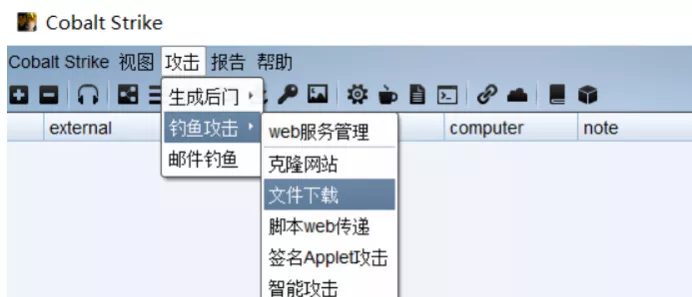 Cobalt Strike
Cobalt Strike 视图 攻击 报告 帮助
生成后门
external
钓鱼攻击
web服务管理
computer
note
邮件钓鱼
克隆网站
文件下载
脚本web传递
签名Applet攻击
智能攻击